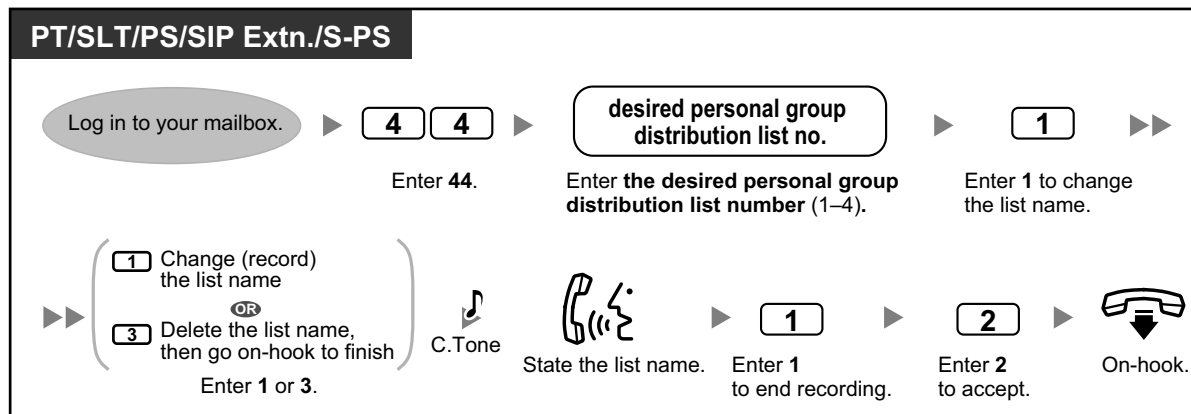 PT/SLT/PS/SIP Extn./S-PS
Log in to your mailbox.
4 4
Enter 44.
desired personal group
distribution list no.
Enter the desired personal group
distribution list number (1–4).
1
Enter 1 to change
the list name.
1 Change (record)
the list name
OR
3 Delete the list name,
then go on-hook to finish
Enter 1 or 3.
C.Tone
State the list name.
1
Enter 1
to end recording.
2
Enter 2
to accept.
On-hook.